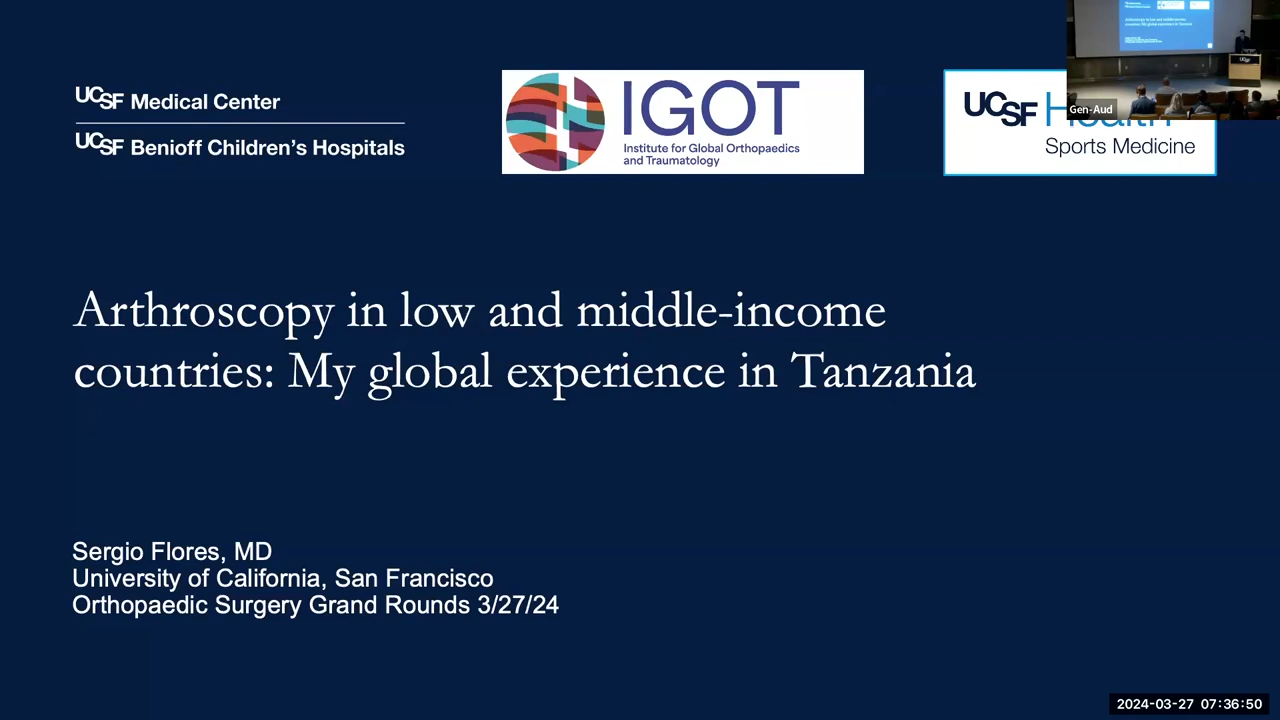 UCSF Medical Center
UCSF Benioff Children's Hospitals
IGOT
Institute for Global Orthopaedics
and Traumatology
UCSF Health
Sports Medicine
Gen-Aud
Arthroscopy in low and middle-income
countries: My global experience in Tanzania
Sergio Flores, MD
University of California, San Francisco
Orthopaedic Surgery Grand Rounds 3/27/24
2024-03-27 07:36:50